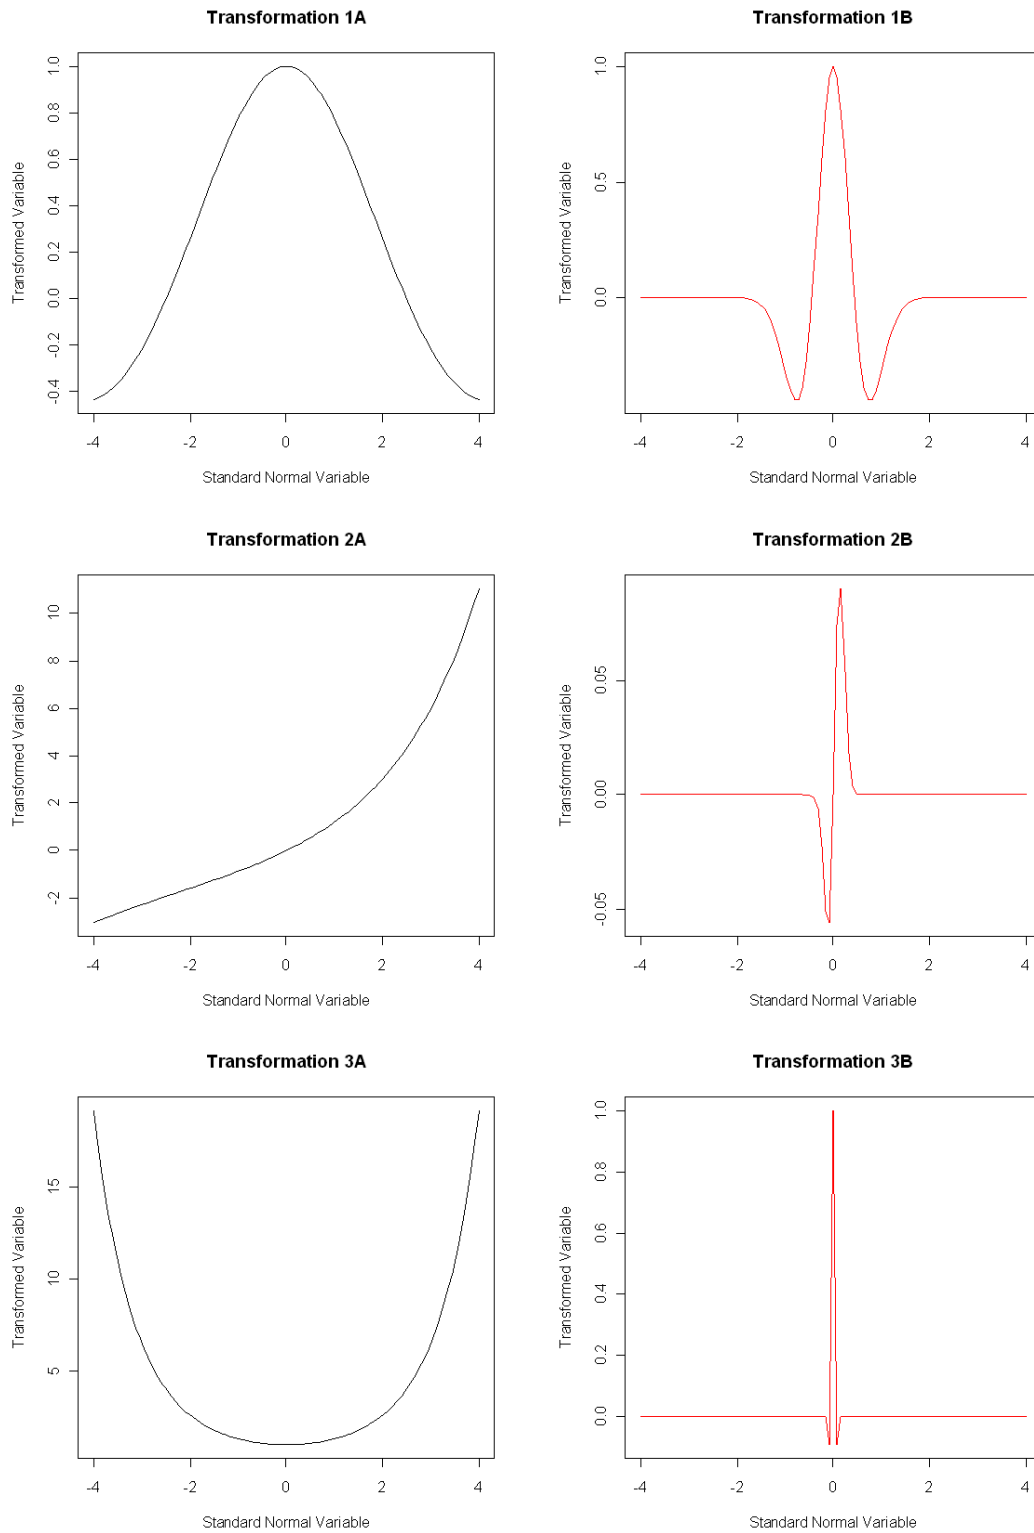 Transformation 1A
Transformed Variable
1.0
0.8
0.6
0.4
0.2
0.0
-0.2
-0.4
-4 -2 0 2 4
Standard Normal Variable
Transformation 1B
Transformed Variable
1.0
0.5
0.0
-4 -2 0 2 4
Standard Normal Variable
Transformation 2A
Transformed Variable
10
8
6
4
2
0
-2
-4 -2 0 2 4
Standard Normal Variable
Transformation 2B
Transformed Variable
0.05
0.00
-0.05
-4 -2 0 2 4
Standard Normal Variable
Transformation 3A
Transformed Variable
15
10
5
-4 -2 0 2 4
Standard Normal Variable
Transformation 3B
Transformed Variable
1.0
0.8
0.6
0.4
0.2
0.0
-4 -2 0 2 4
Standard Normal Variable